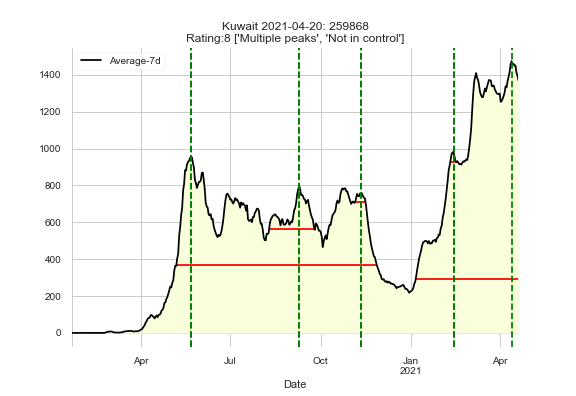 Kuwait 2021-04-20: 259868
Rating:8 ['Multiple peaks', 'Not in control']
Average-7d
1400
1200
1000
800
600
400
200
0
Apr
Jul
Oct
Jan
2021
Apr
Date